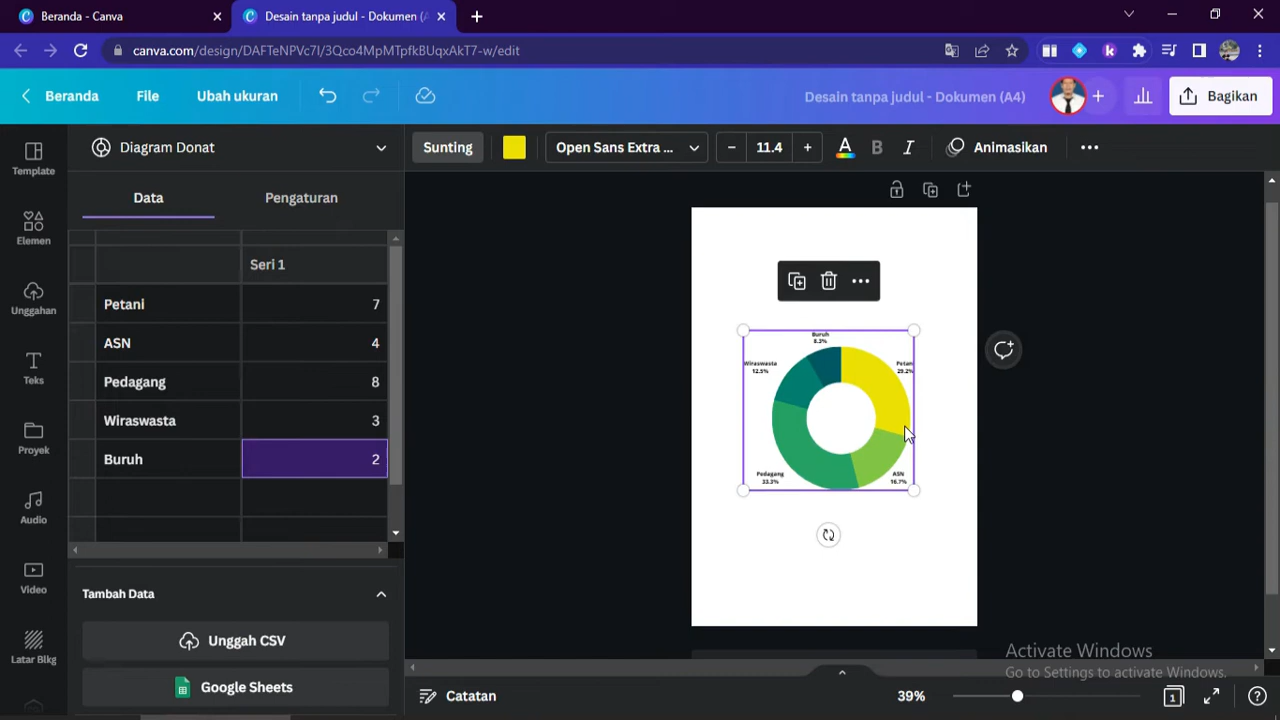 Beranda - Canva
Desain tanpa judul - Dokumen (A
canva.com/design/DAFTeNPVc7I/3Qco4MpMTpfkBUqxAkT7-w/edit
Beranda
File
Ubah ukuran
Desain tanpa judul - Dokumen (A4)
Bagikan
Template
Elemen
Unggahan
Teks
Proyek
Audio
Video
Latar Blkg
Diagram Donat
Data
Pengaturan
Seri 1
Petani 7
ASN 4
Pedagang 8
Wiraswasta 3
Buruh 2
Tambah Data
Unggah CSV
Google Sheets
Sunting
Open Sans Extra ...
11.4
A
B
I
Animasikan
Buruh
8.3%
Wiraswasta
12.5%
Petani
29.2%
Pedagang
33.3%
ASN
16.7%
Activate Windows
Go to Settings to activate Windows.
Catatan
39%
1